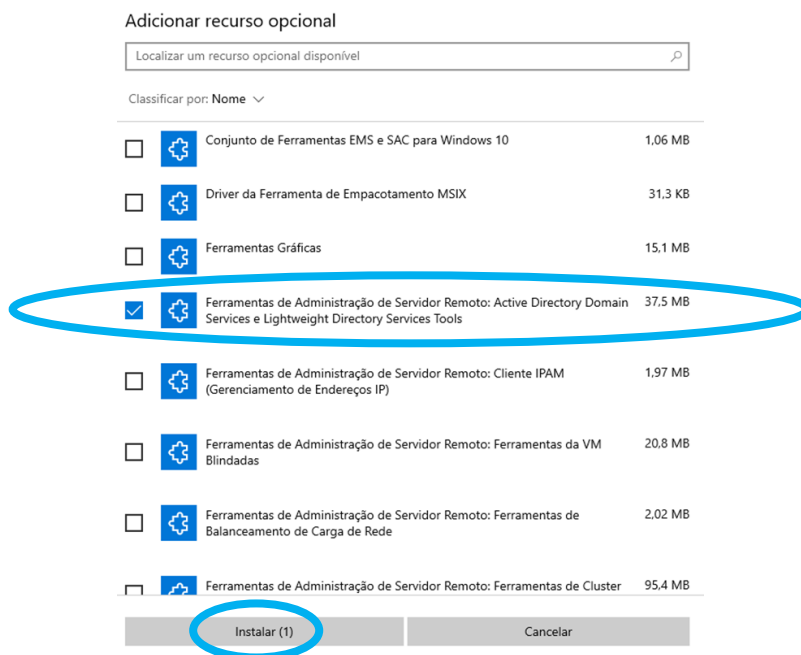 Adicionar recurso opcional
Localizar um recurso opcional disponível
Classificar por: Nome
Conjunto de Ferramentas EMS e SAC para Windows 10 1,06 MB
Driver da Ferramenta de Empacotamento MSIX 31,3 KB
Ferramentas Gráficas 15,1 MB
Ferramentas de Administração de Servidor Remoto: Active Directory Domain 37,5 MB
Services e Lightweight Directory Services Tools
Ferramentas de Administração de Servidor Remoto: Cliente IPAM 1,97 MB
(Gerenciamento de Endereços IP)
Ferramentas de Administração de Servidor Remoto: Ferramentas da VM 20,8 MB
Blindadas
Ferramentas de Administração de Servidor Remoto: Ferramentas de 2,02 MB
Balanceamento de Carga de Rede
Ferramentas de Administração de Servidor Remoto: Ferramentas de Cluster 95,4 MB
Instalar (1) Cancelar